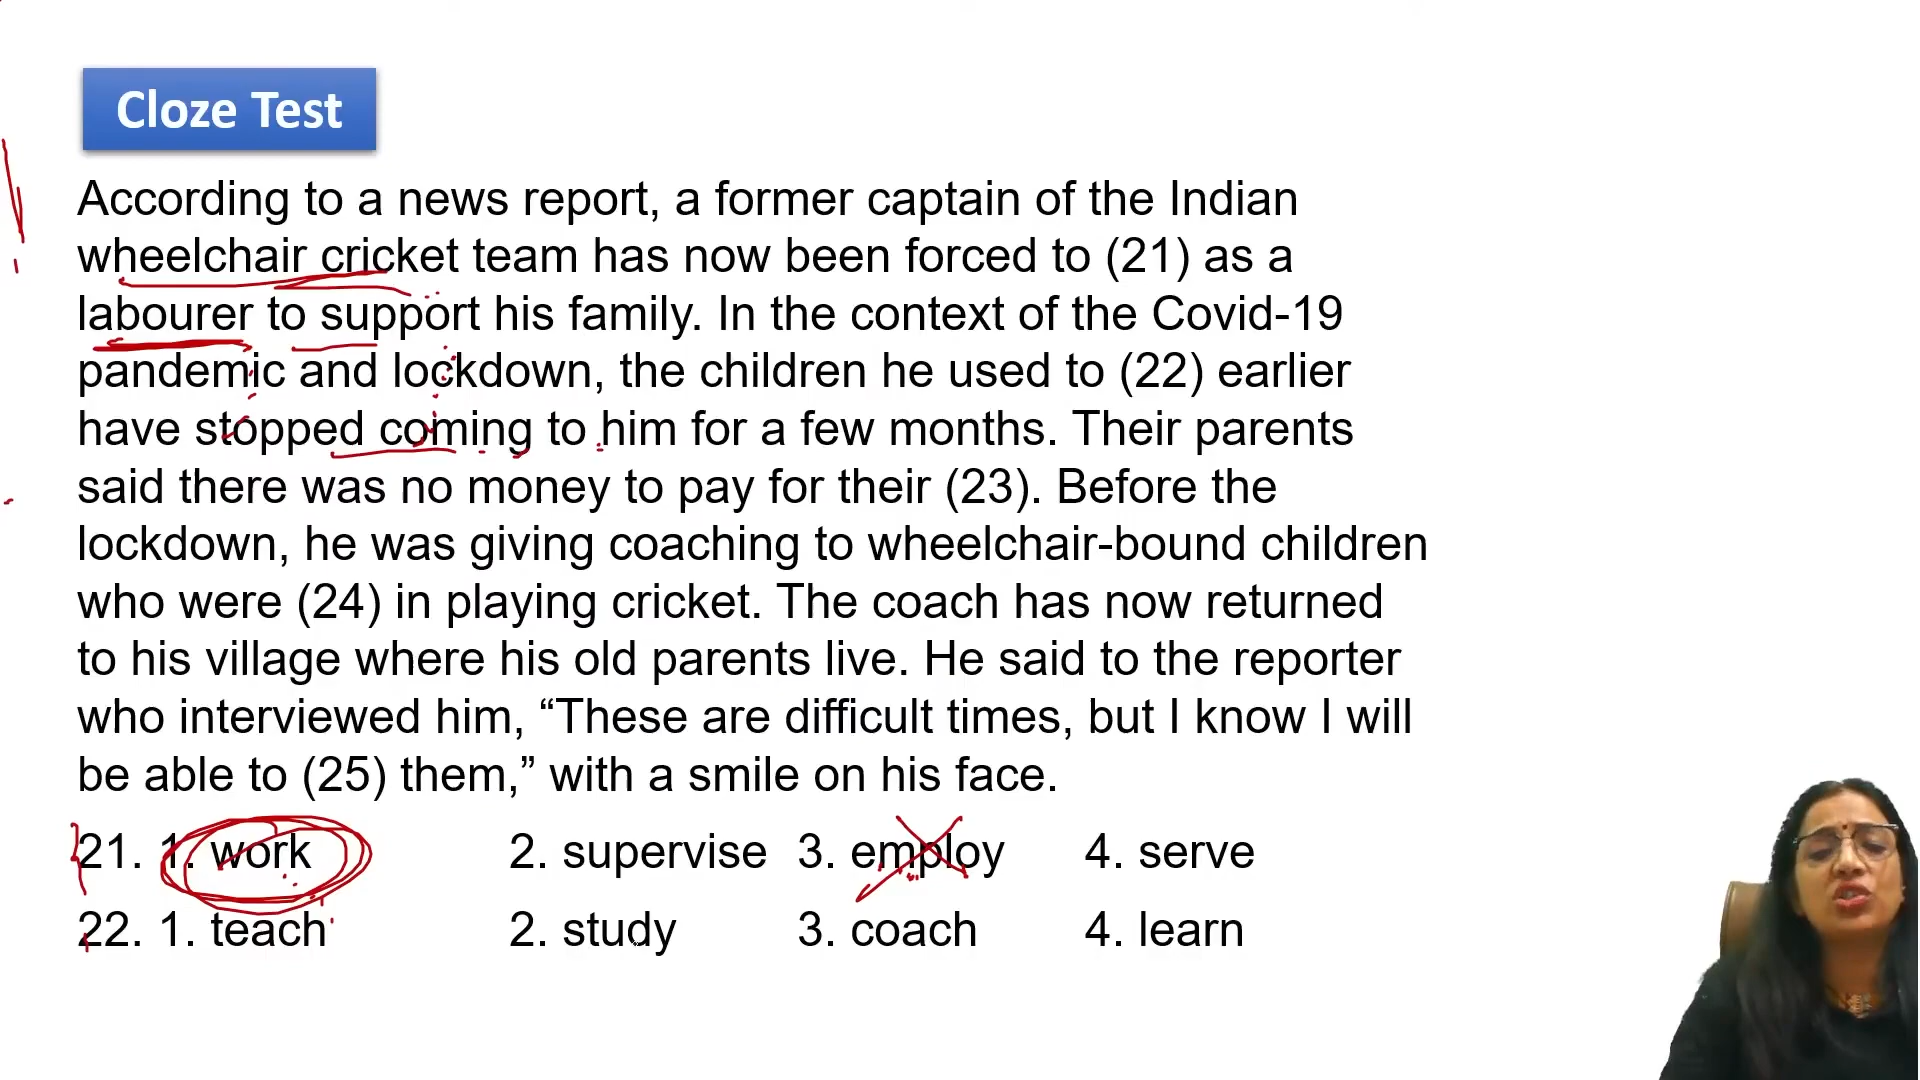 Cloze Test
According to a news report, a former captain of the Indian
wheelchair cricket team has now been forced to (21) as a
labourer to support his family. In the context of the Covid-19
pandemic and lockdown, the children he used to (22) earlier
have stopped coming to him for a few months. Their parents
said there was no money to pay for their (23). Before the
lockdown, he was giving coaching to wheelchair-bound children
who were (24) in playing cricket. The coach has now returned
to his village where his old parents live. He said to the reporter
who interviewed him, “These are difficult times, but I know I will
be able to (25) them,” with a smile on his face.
21. 1. work 2. supervise 3. employ 4. serve
22. 1. teach 2. study 3. coach 4. learn